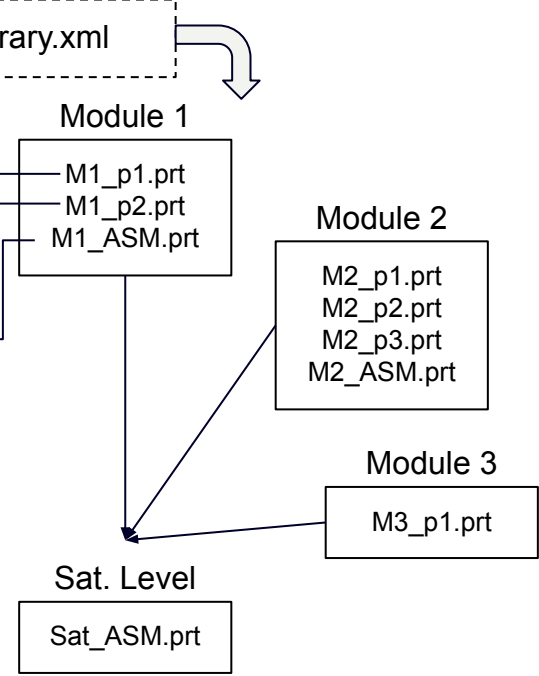 rary.xml
Module 1
M1_p1.prt
M1_p2.prt
M1_ASM.prt
Module 2
M2_p1.prt
M2_p2.prt
M2_p3.prt
M2_ASM.prt
Module 3
M3_p1.prt
Sat. Level
Sat_ASM.prt